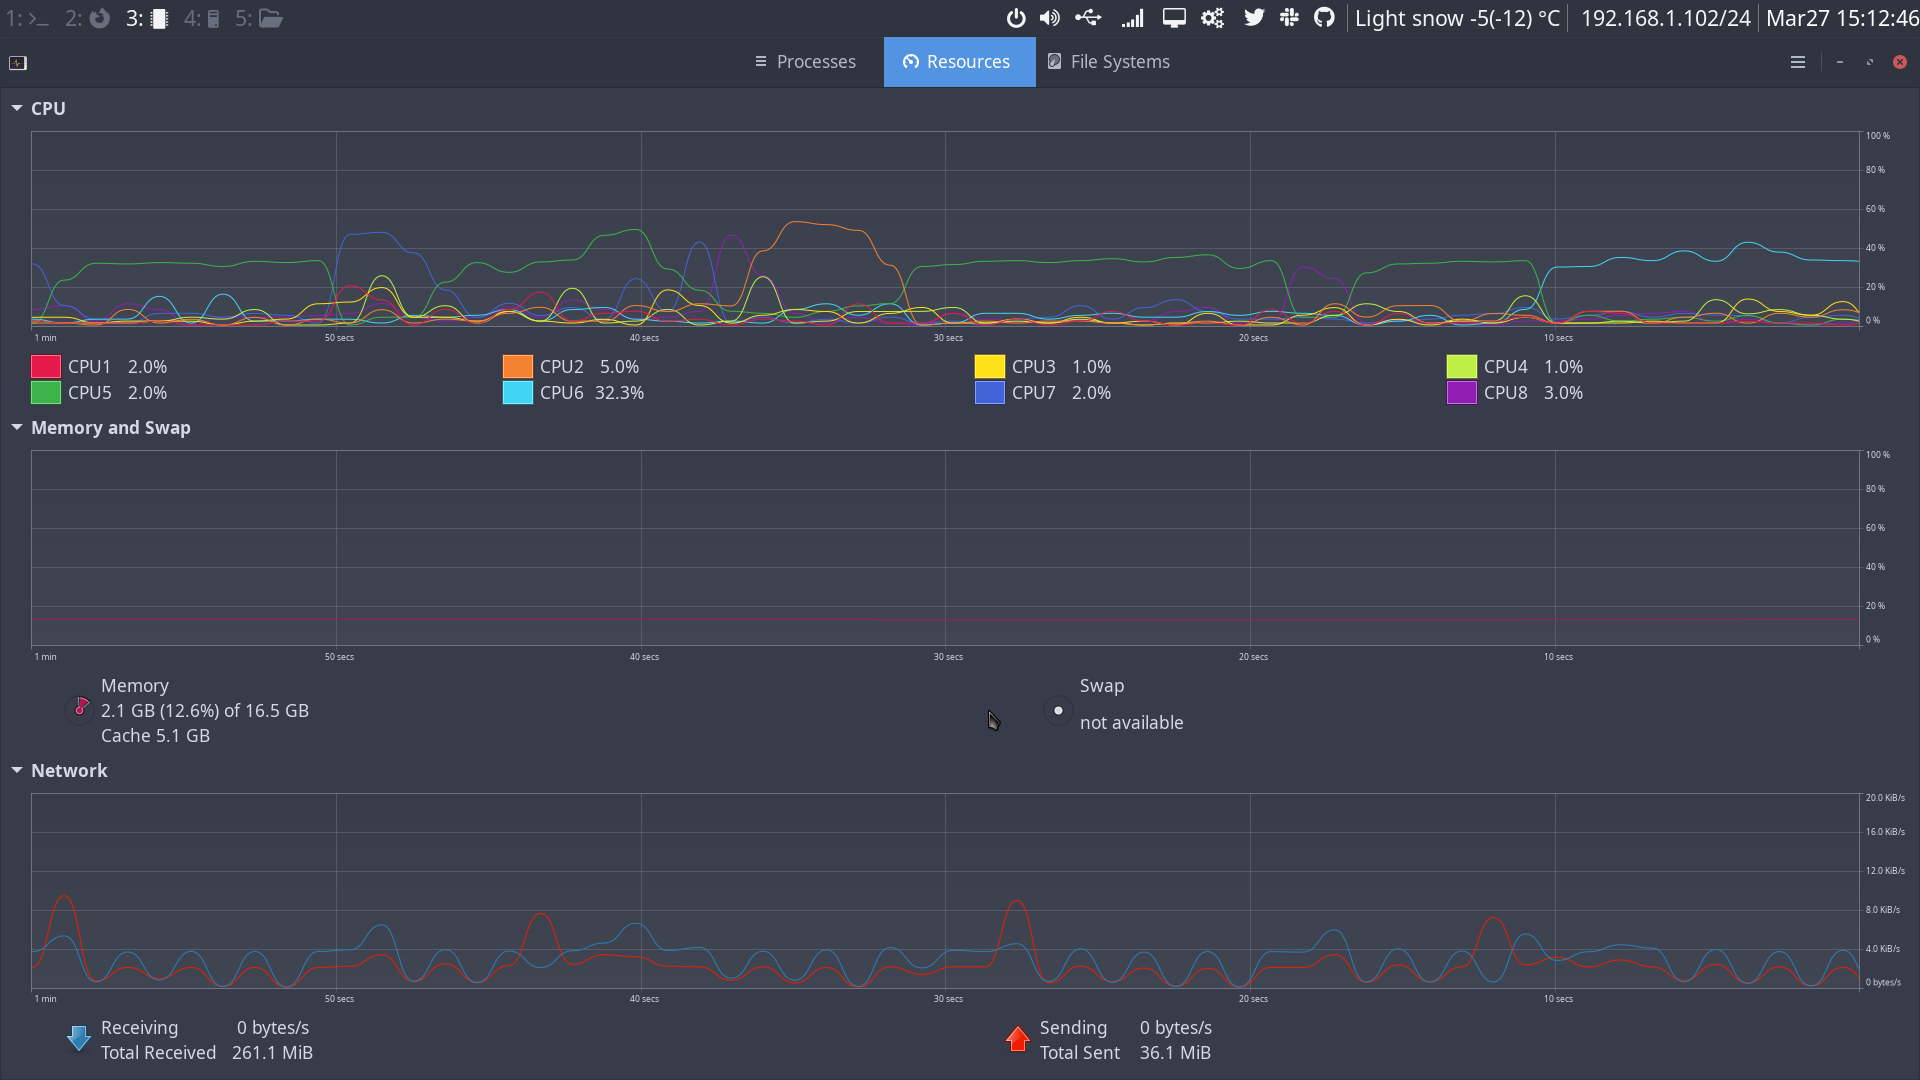 1: 2: 3: 4: 5: Light snow -5(-12) °C 192.168.1.102/24 Mar27 15:12:46
Processes Resources File Systems
CPU
100 %
80 %
60 %
40 %
20 %
0 %
1 min 50 secs 40 secs 30 secs 20 secs 10 secs
CPU1 2.0% CPU2 5.0% CPU3 1.0% CPU4 1.0%
CPU5 2.0% CPU6 32.3% CPU7 2.0% CPU8 3.0%
Memory and Swap
100 %
80 %
60 %
40 %
20 %
0 %
1 min 50 secs 40 secs 30 secs 20 secs 10 secs
Memory
2.1 GB (12.6%) of 16.5 GB
Cache 5.1 GB
Swap
not available
Network
20.0 KiB/s
16.0 KiB/s
12.0 KiB/s
8.0 KiB/s
4.0 KiB/s
0 bytes/s
1 min 50 secs 40 secs 30 secs 20 secs 10 secs
Receiving 0 bytes/s
Total Received 261.1 MiB
Sending 0 bytes/s
Total Sent 36.1 MiB